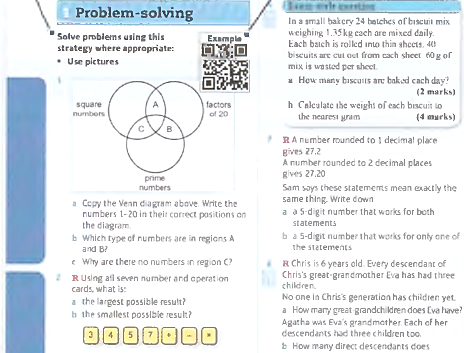 Problem-solving
Solve problems using this
strategy where appropriate:
• Use pictures
Example
1
square
numbers
A
factors
of 20
C
B
prime
numbers
a Copy the Venn diagram above. Write the
numbers 1-20 in their correct positions on
the diagram.
b Which type of numbers are in regions A
and B?
c Why are there no numbers in region C?
2 R Using all seven number and operation
cards, what is:
a the largest possible result?
b the smallest possible result?
3 4 5 7 + − ×
Exam-style question
In a small bakery 24 batches of biscuit mix
weighing 1.35 kg each are mixed daily.
Each batch is rolled into thin sheets. 40
biscuits are cut out from each sheet. 60 g of
mix is wasted per sheet.
a How many biscuits are baked each day?
(2 marks)
b Calculate the weight of each biscuit to
the nearest gram
(4 marks)
R A number rounded to 1 decimal place
gives 27.2
A number rounded to 2 decimal places
gives 27.20
Sam says these statements mean exactly the
same thing. Write down
a a 5-digit number that works for both
statements
b a 5-digit number that works for only one of
the statements
R Chris is 6 years old. Every descendant of
Chris's great-grandmother Eva has had three
children.
No one in Chris's generation has children yet.
a How many great-grandchildren does Eva have?
Agatha was Eva's grandmother. Each of her
descendants had three children too.
b How many direct descendants does